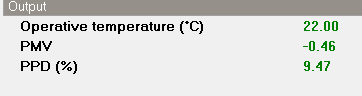 Output
Operative temperature (°C) 22.00
PMV -0.46
PPD (%) 9.47